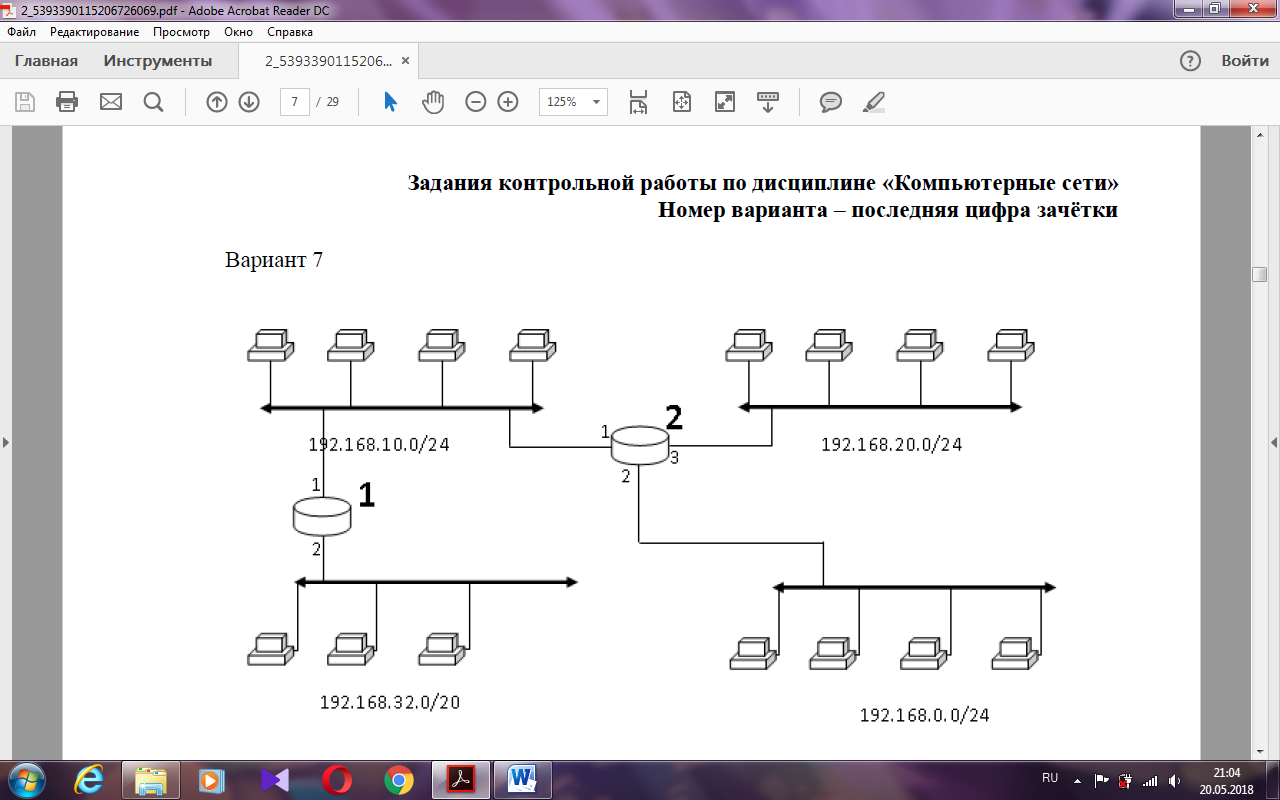 2_5393390115206726069.pdf - Adobe Acrobat Reader DC
Файл Редактирование Просмотр Окно Справка
Главная Инструменты 2_5393390115206... × Войти
7 / 29 125%
Задания контрольной работы по дисциплине «Компьютерные сети»
Номер варианта – последняя цифра зачётки
Вариант 7
2
1
192.168.10.0/24
192.168.20.0/24
3
2
1
1
2
192.168.32.0/20
192.168.0.0/24
RU
21:04
20.05.2018